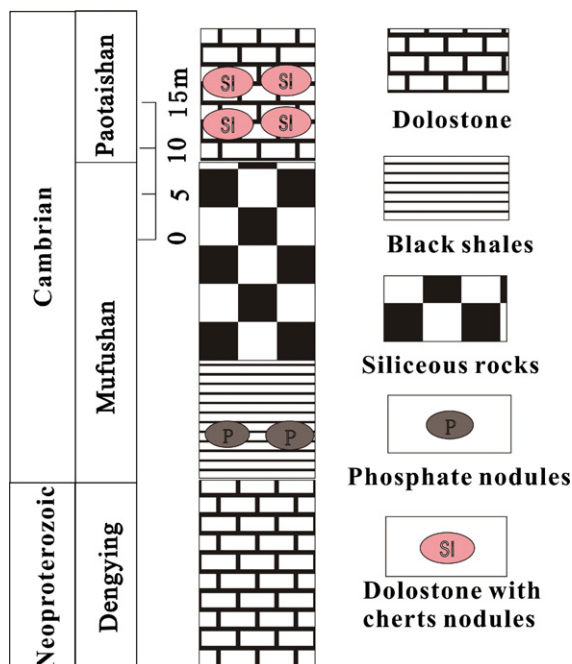 Cambrian
Neoproterozoic
Paotaishan
Mufushan
Dengying
15m
10
5
0
SI SI
SI SI
P P
Dolostone
Black shales
Siliceous rocks
P
Phosphate nodules
SI
Dolostone with
cherts nodules